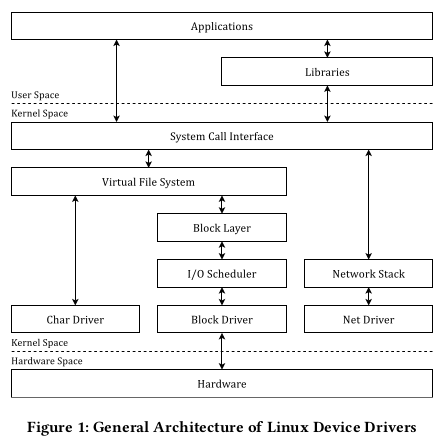 Applications
Libraries
User Space
Kernel Space
System Call Interface
Virtual File System
Block Layer
I/O Scheduler
Network Stack
Char Driver
Block Driver
Net Driver
Kernel Space
Hardware Space
Hardware
Figure 1: General Architecture of Linux Device Drivers